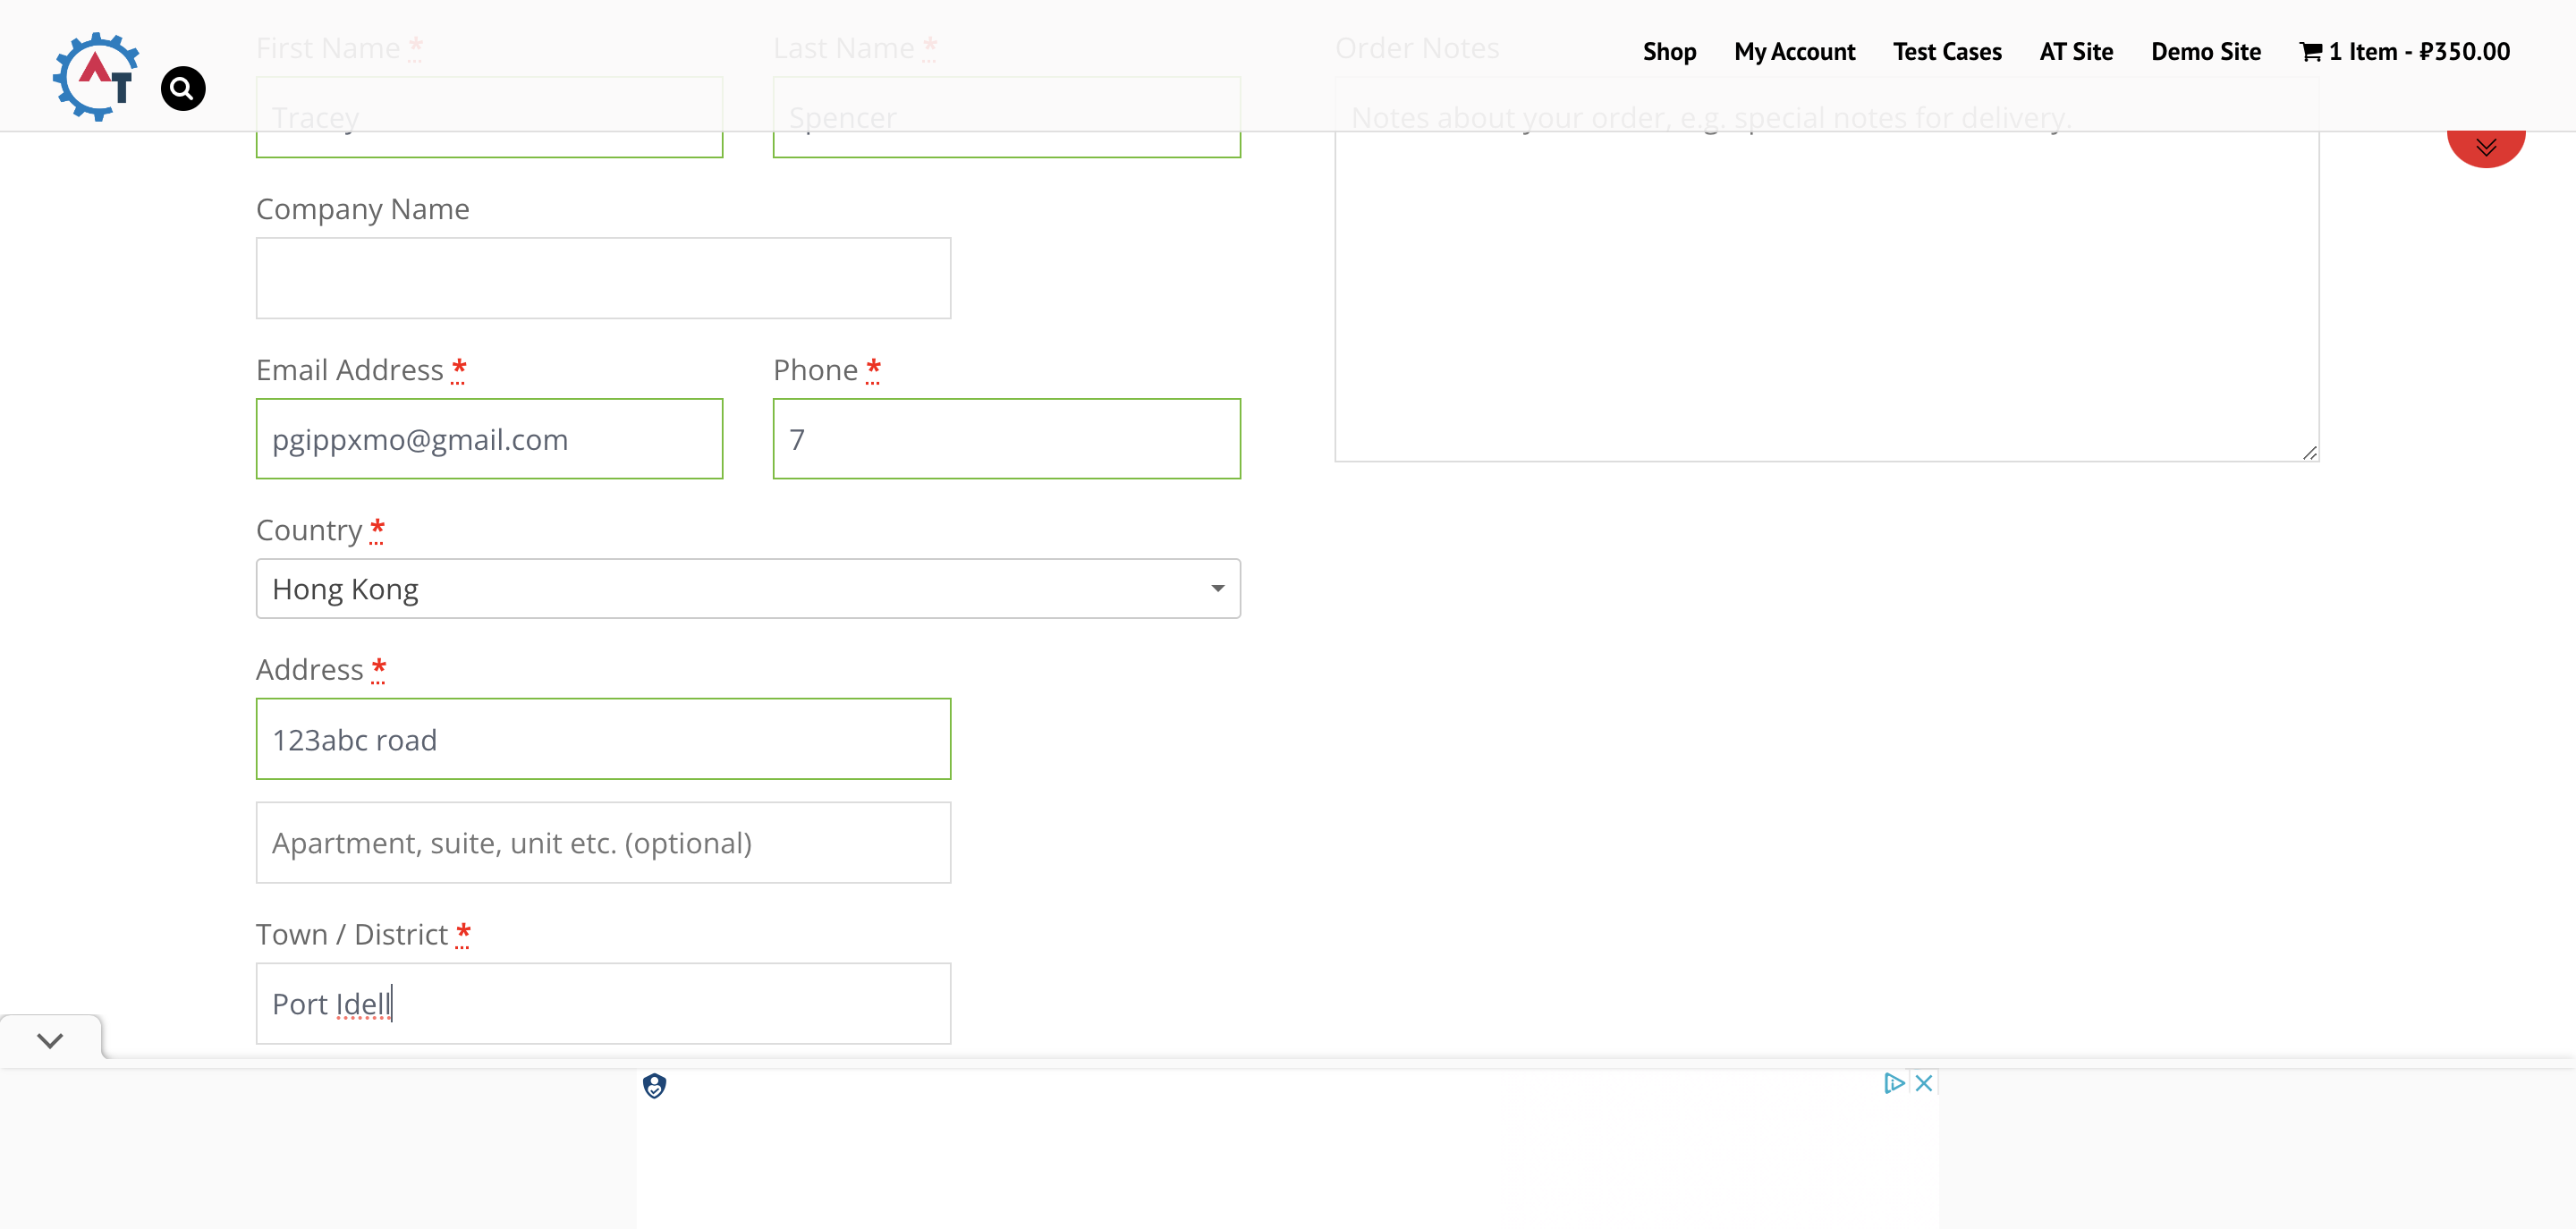 First Name *
Last Name *
Order Notes
Shop
My Account
Test Cases
AT Site
Demo Site
1 Item - ₽350.00
AT
Tracey
Spencer
Notes about your order, e.g. special notes for delivery.
Company Name
Email Address *
Phone *
pgippxmo@gmail.com
7
Country *
Hong Kong
Address *
123abc road
Apartment, suite, unit etc. (optional)
Town / District *
Port Idell